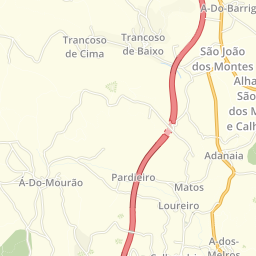 A-Do-Barrig
Trancoso
de Cima
Trancoso
de Baixo
São João
dos Montes
Alha
São
dos M
e Calh
Adanaia
Á-Do-Mourão
Pardieiro
Matos
Loureiro
A-dos-
Melros